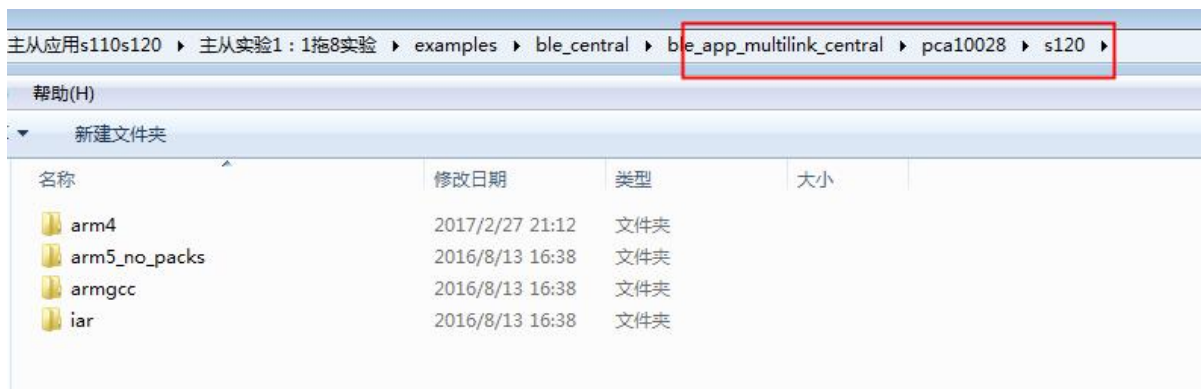 主从应用s110s120 ▸ 主从实验1：1拖8实验 ▸ examples ▸ ble_central ▸ ble_app_multilink_central ▸ pca10028 ▸ s120 ▸
帮助(H)
新建文件夹
名称 修改日期 类型 大小
arm4 2017/2/27 21:12 文件夹
arm5_no_packs 2016/8/13 16:38 文件夹
armgcc 2016/8/13 16:38 文件夹
iar 2016/8/13 16:38 文件夹